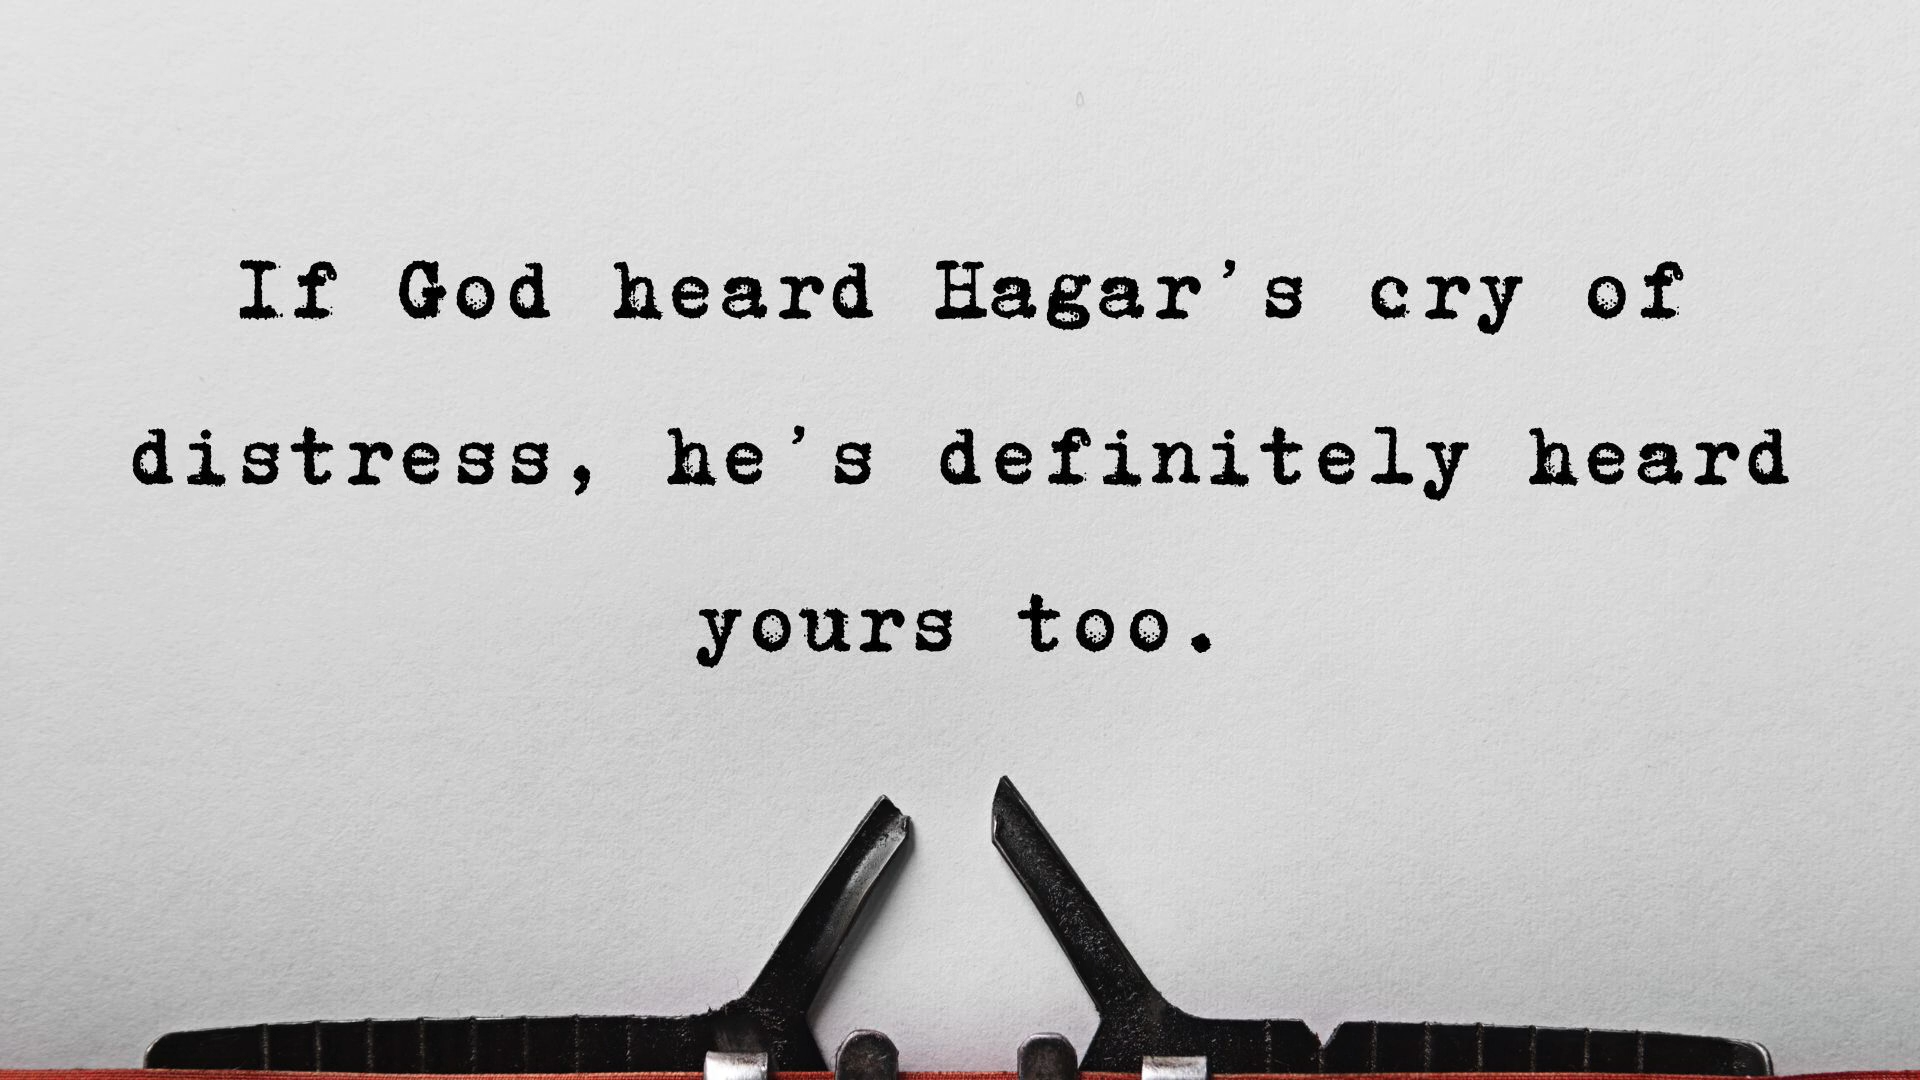 If God heard Hagar's cry of
distress, he's definitely heard
yours too.